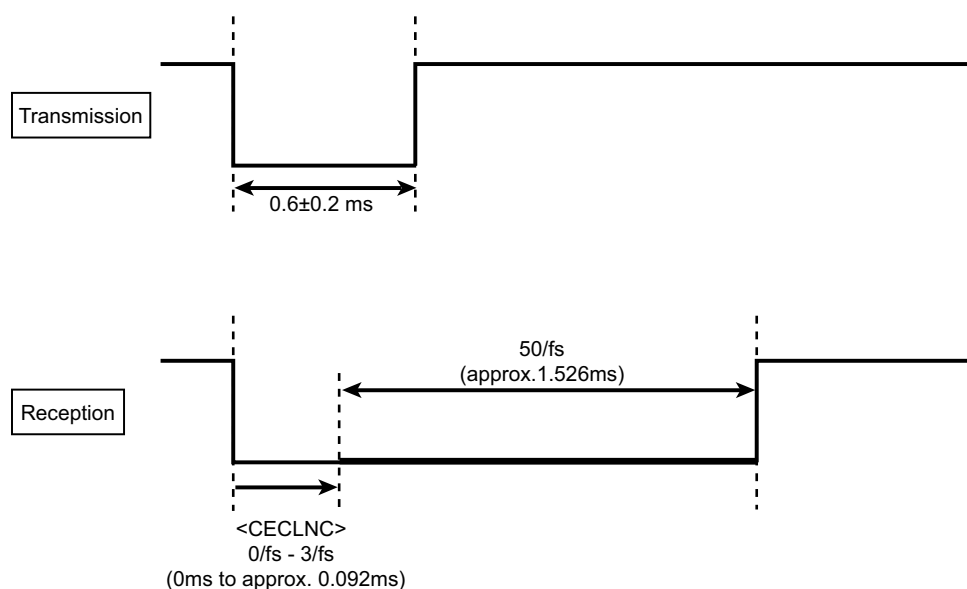 Transmission
0.6±0.2 ms
50/fs
(approx.1.526ms)
Reception
<CECLNC>
0/fs - 3/fs
(0ms to approx. 0.092ms)